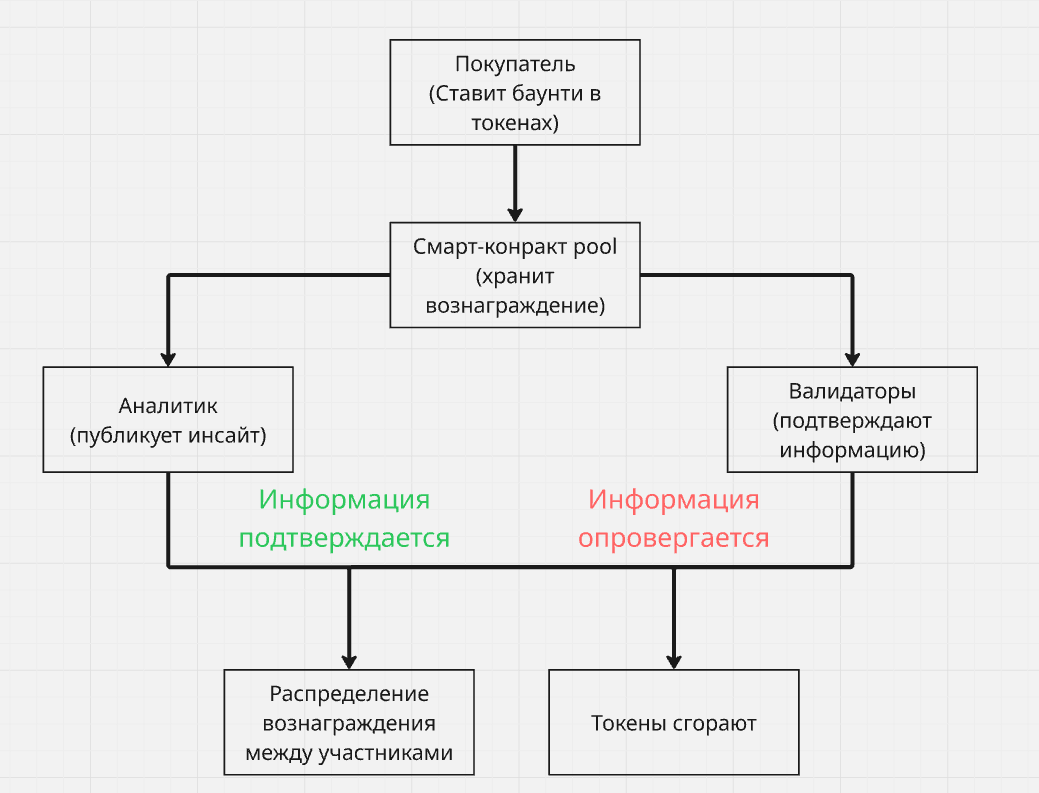 Покупатель
(Ставит баунти в
токенах)
Смарт-конракт pool
(хранит
вознаграждение)
Аналитик
(публикует инсайт)
Валидаторы
(подтверждают
информацию)
Информация
подтверждается
Информация
опровергается
Распределение
вознаграждения
между участниками
Токены сгорают